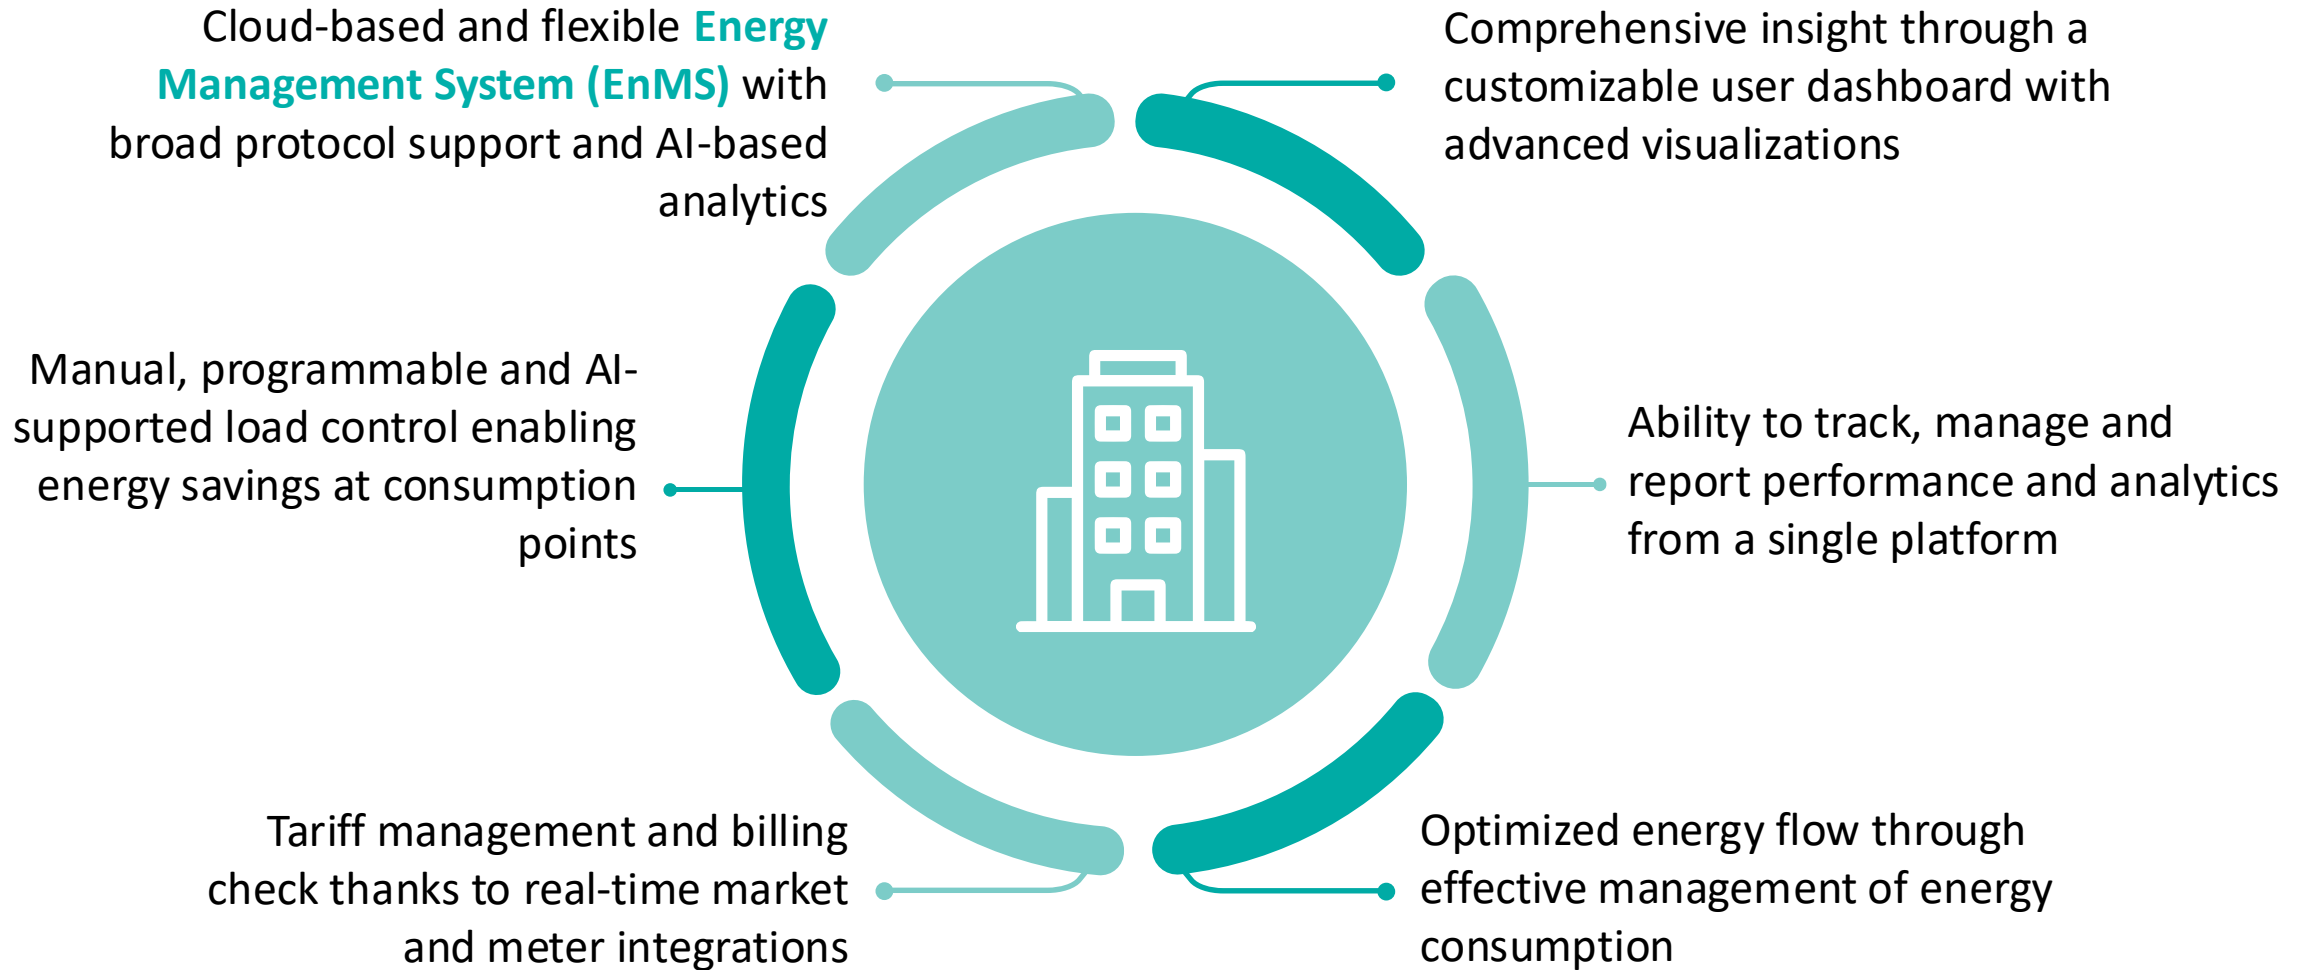 Cloud-based and flexible Energy
Management System (EnMS) with
broad protocol support and AI-based
analytics
Comprehensive insight through a
customizable user dashboard with
advanced visualizations
Manual, programmable and AI-
supported load control enabling
energy savings at consumption
points
Ability to track, manage and
report performance and analytics
from a single platform
Tariff management and billing
check thanks to real-time market
and meter integrations
Optimized energy flow through
effective management of energy
consumption